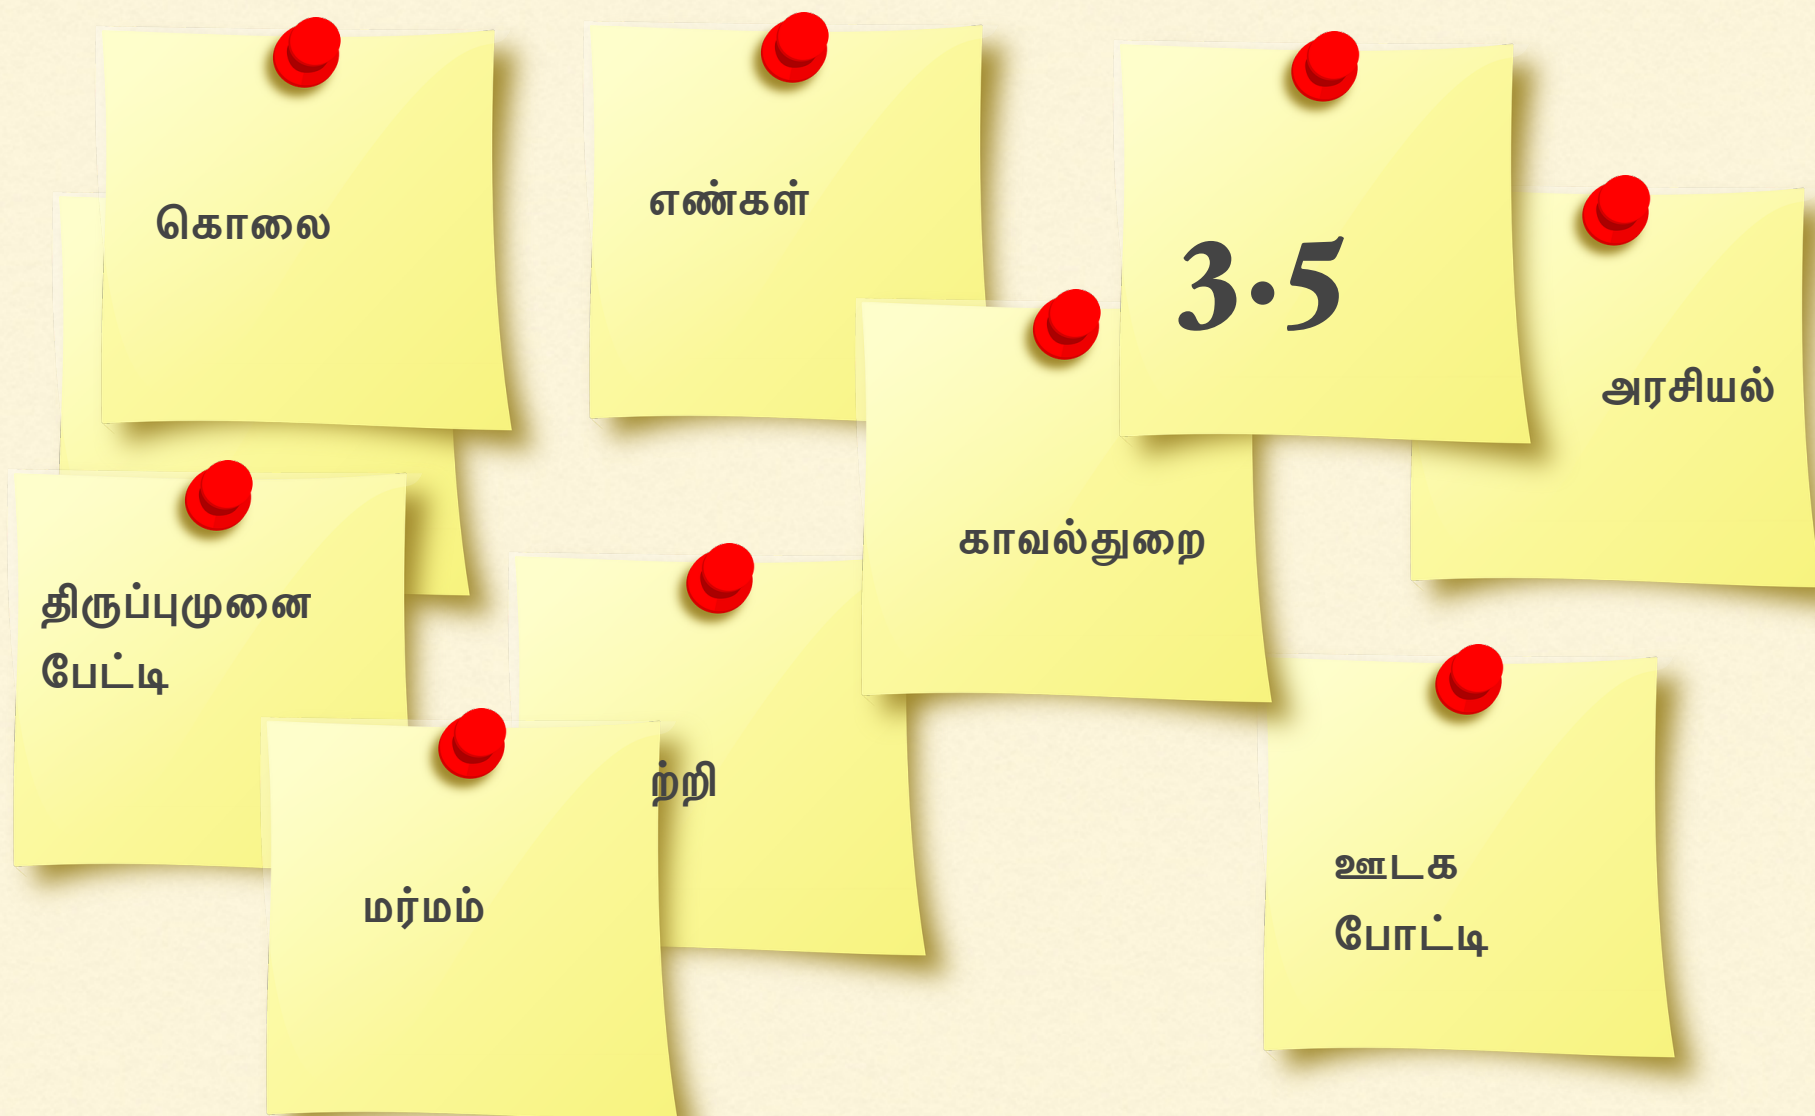 கொலை
எண்கள்
3.5
அரசியல்
காவல்துறை
திருப்புமுனை
பேட்டி
மர்மம்
ஊடக
போட்டி